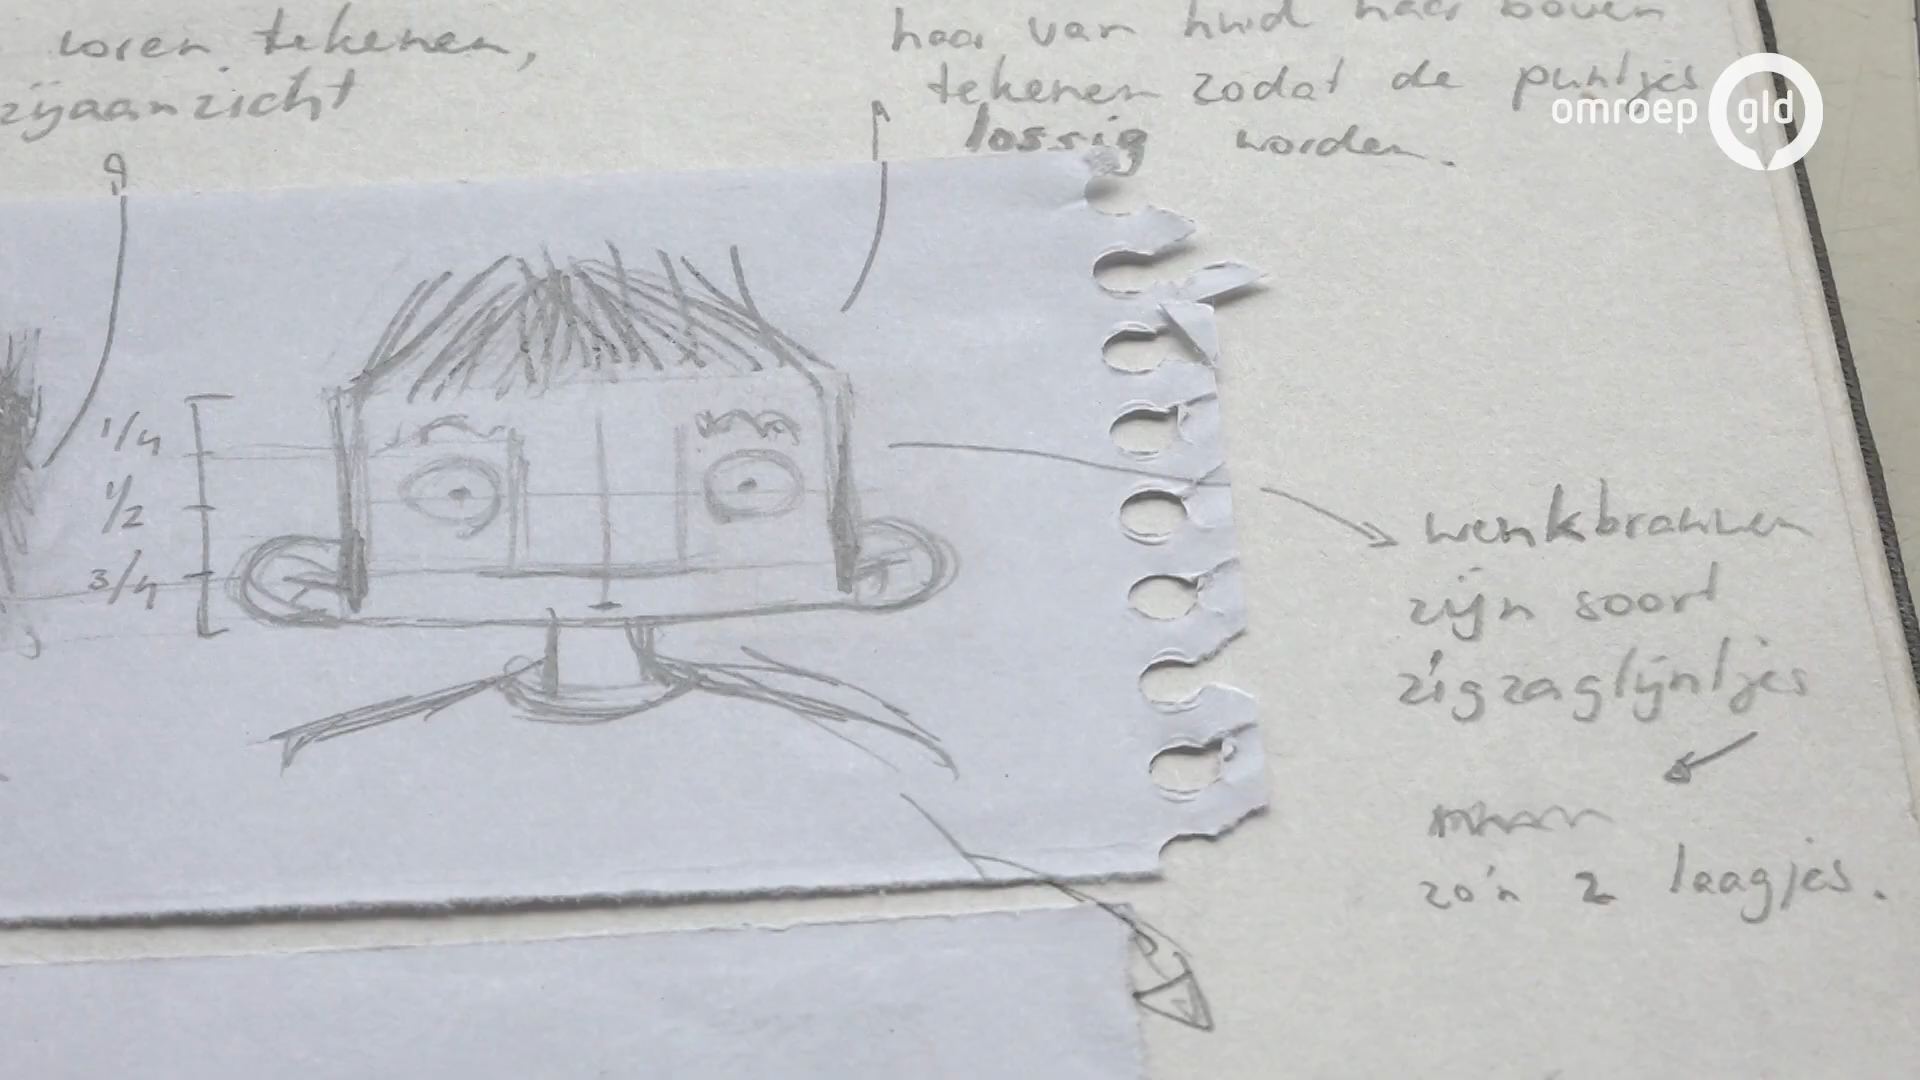 oren tekenen,
zijaanzicht
haar van huid naar boven
tekenen zodat de puntjes
lossig worden.
omroep gld
1/4
1/2
3/4
wenkbrauwen
zijn soort
zigzaglijntjes
zo'n 2 laagjes.